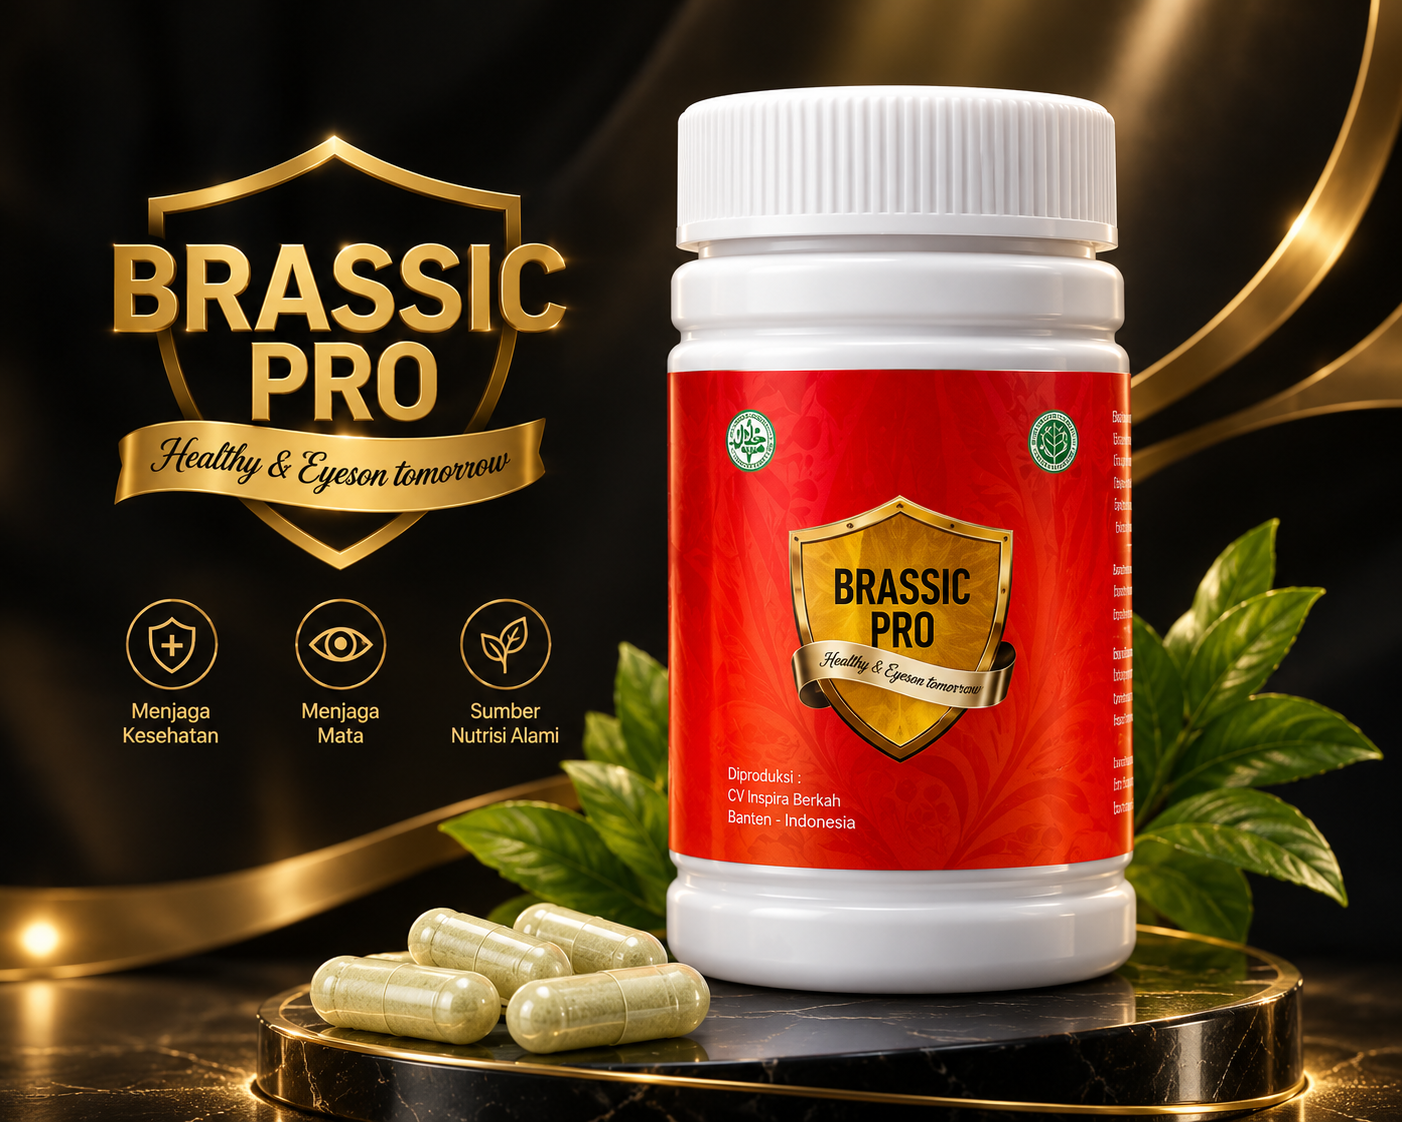 BRASSIC
PRO
Healthy & Eyeson tomorrow
Menjaga
Kesehatan
Menjaga
Mata
Sumber
Nutrisi Alami
BRASSIC
PRO
Healthy & Eyeson tomorrow
Diproduksi :
CV Inspira Berkah
Banten - Indonesia